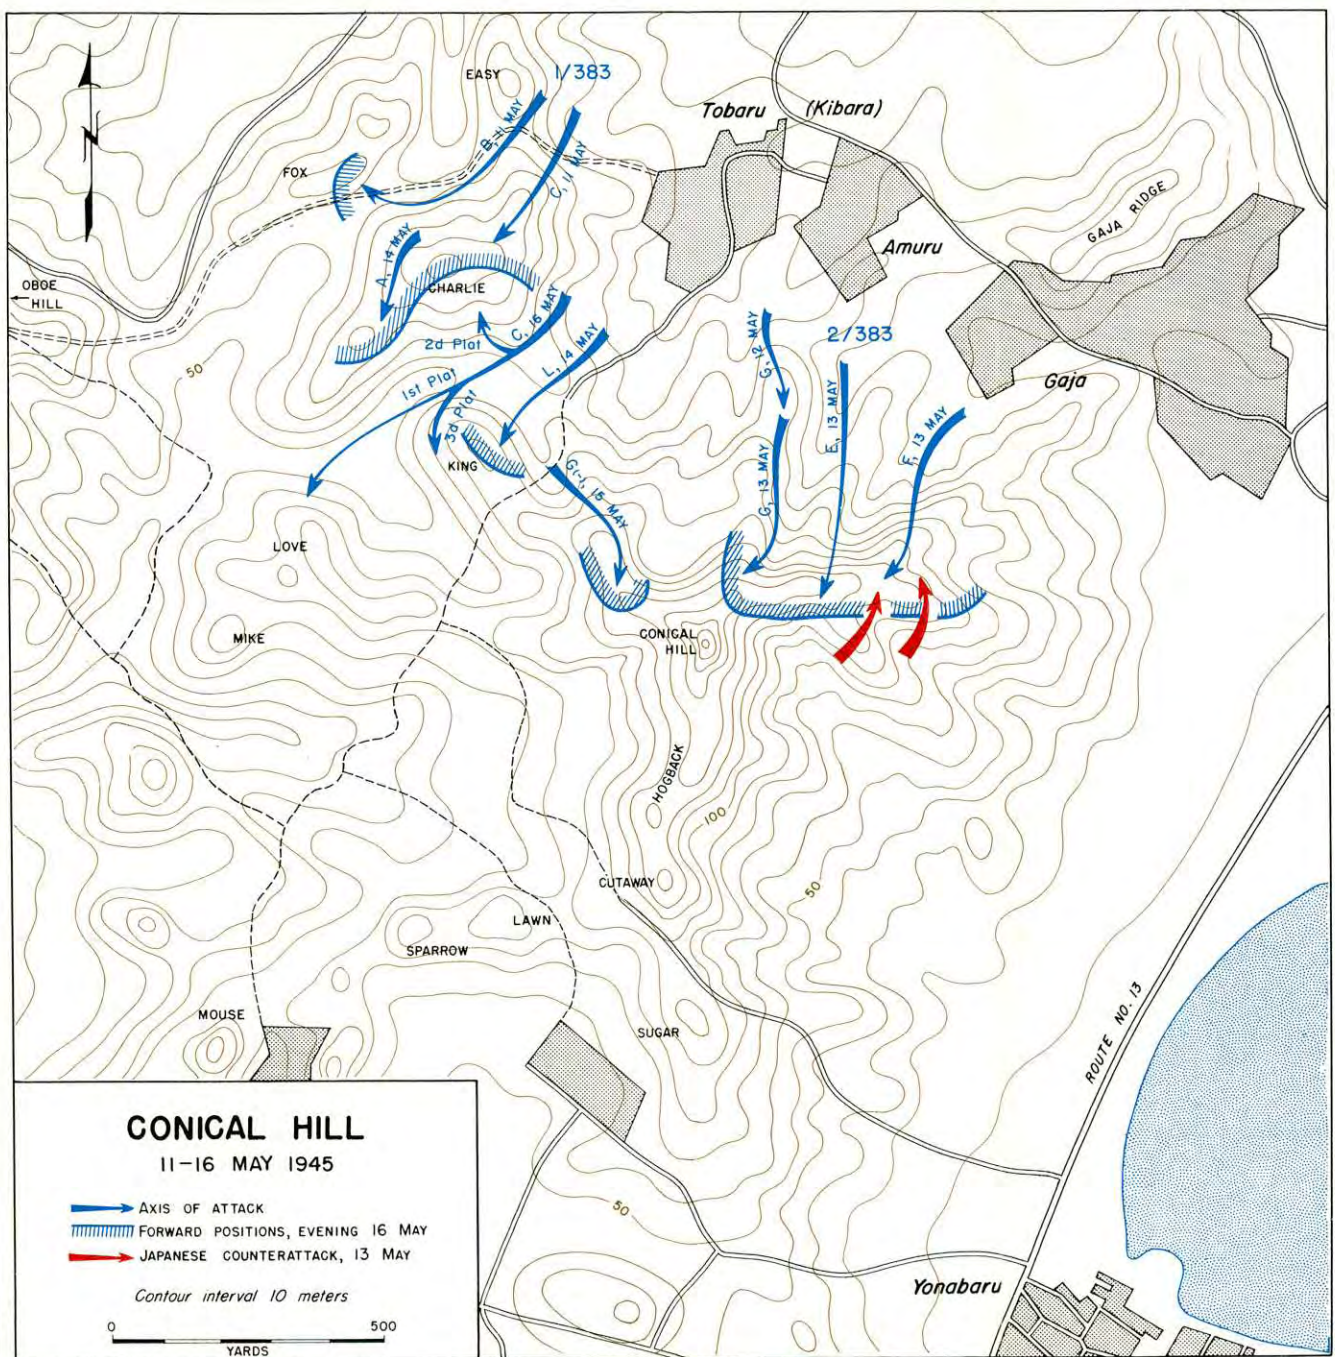 EASY
1/383
Tobaru (Kibara)
B, 11 MAY
C, 11 MAY
FOX
GAJA RIDGE
Amuru
A, 14 MAY
OBOE
HILL
CHARLIE
C, 16 MAY
2d Plat
L, 14 MAY
G, 12 MAY
2/383
50
1st Plat
3d Plat
Gaja
E, 13 MAY
F, 13 MAY
KING
G(-), 15 MAY
G, 13 MAY
LOVE
MIKE
CONICAL
HILL
HOGBACK
100
CUTAWAY
50
LAWN
SPARROW
MOUSE
SUGAR
ROUTE NO. 13
50
Yonabaru
N
CONICAL HILL
11-16 MAY 1945
AXIS OF ATTACK
FORWARD POSITIONS, EVENING 16 MAY
JAPANESE COUNTERATTACK, 13 MAY
Contour interval 10 meters
0 500
YARDS